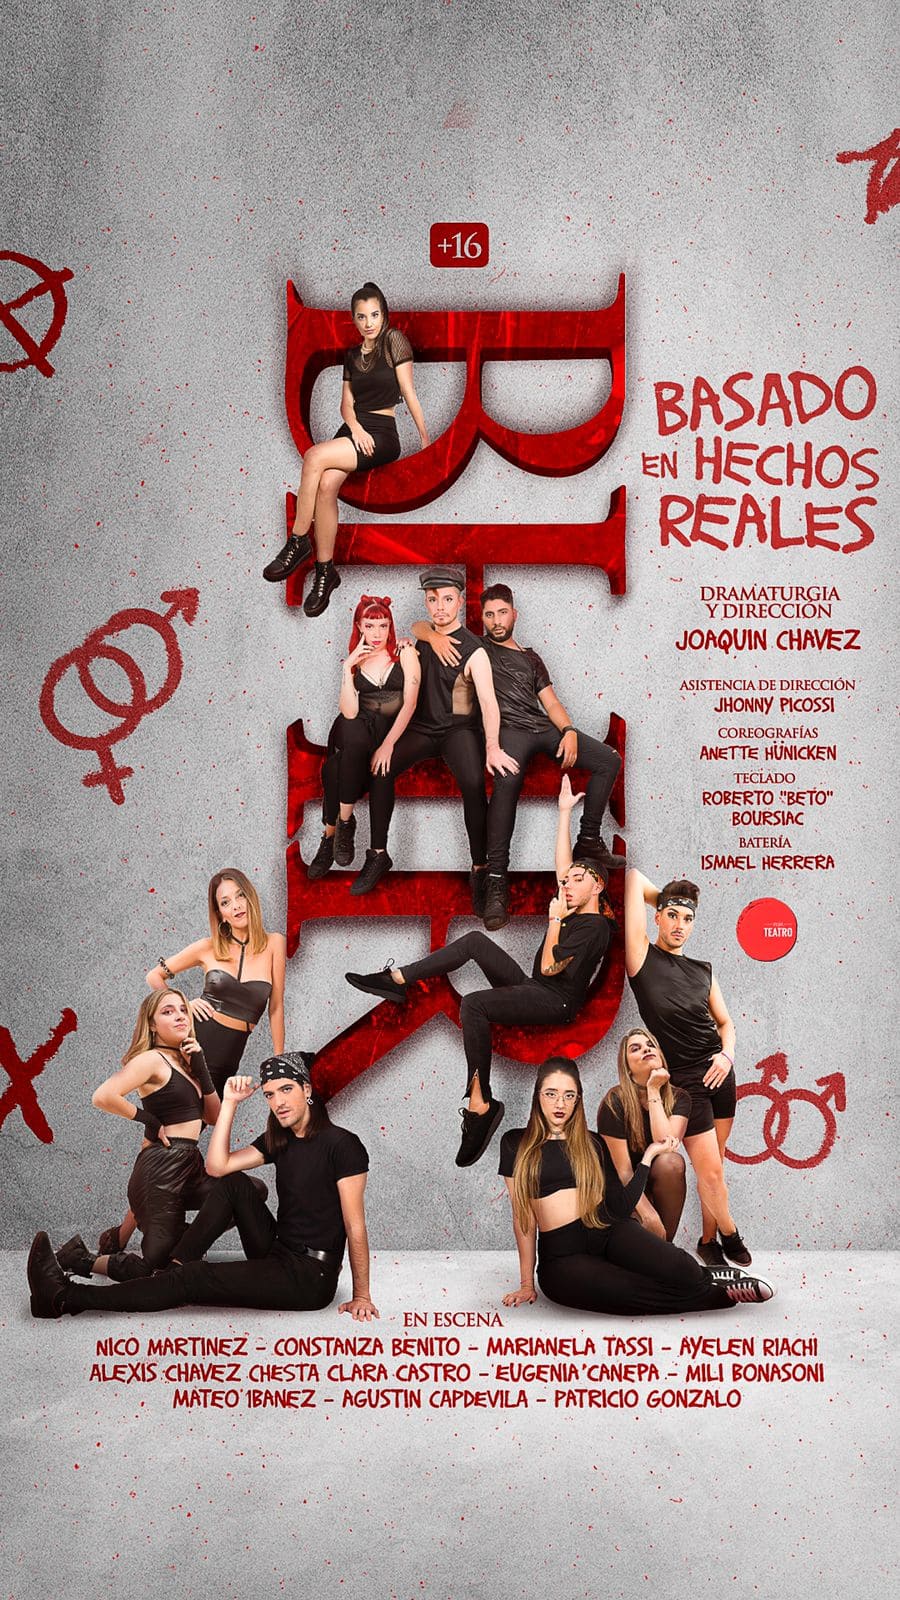 +16
BASADO
EN HECHOS
REALES
DRAMATURGIA
Y DIRECCIÓN
JOAQUIN CHAVEZ
ASISTENCIA DE DIRECCIÓN
JHONNY PICOSSI
COREOGRAFÍAS
ANETTE HÜNICKEN
TECLADO
ROBERTO "BETO"
BOURSIAC
BATERÍA
ISMAEL HERRERA
TEATRO
EN ESCENA
NICO MARTINEZ - CONSTANZA BENITO - MARIANELA TASSI - AYELEN RIACHI
ALEXIS CHAVEZ CHESTA CLARA CASTRO - EUGENIA CANEPA - MILI BONASONI
MATEO IBANEZ - AGUSTIN CAPDEVILA - PATRICIO GONZALO